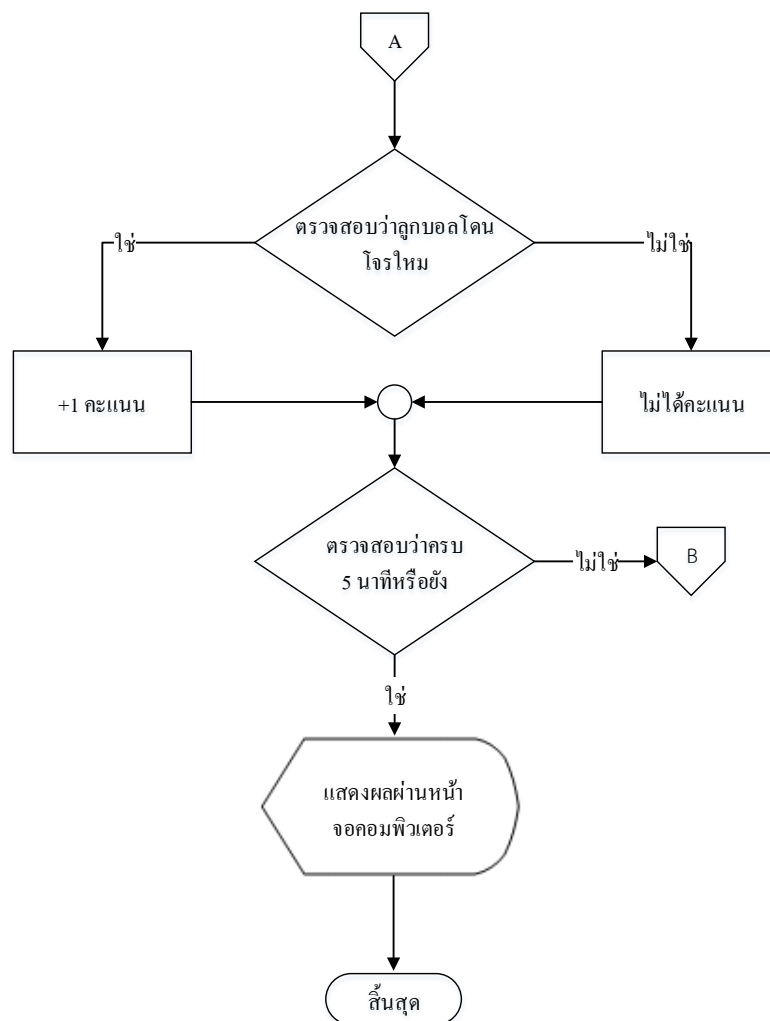 A
ตรวจสอบว่าลูกบอลโดน
โจรใหม
ใช่
ไม่ใช่
+1 คะแนน
ไม่ได้คะแนน
ตรวจสอบว่าครบ
5 นาทีหรือยัง
ไม่ใช่
B
ใช่
แสดงผลผ่านหน้า
จอคอมพิวเตอร์
สิ้นสุด